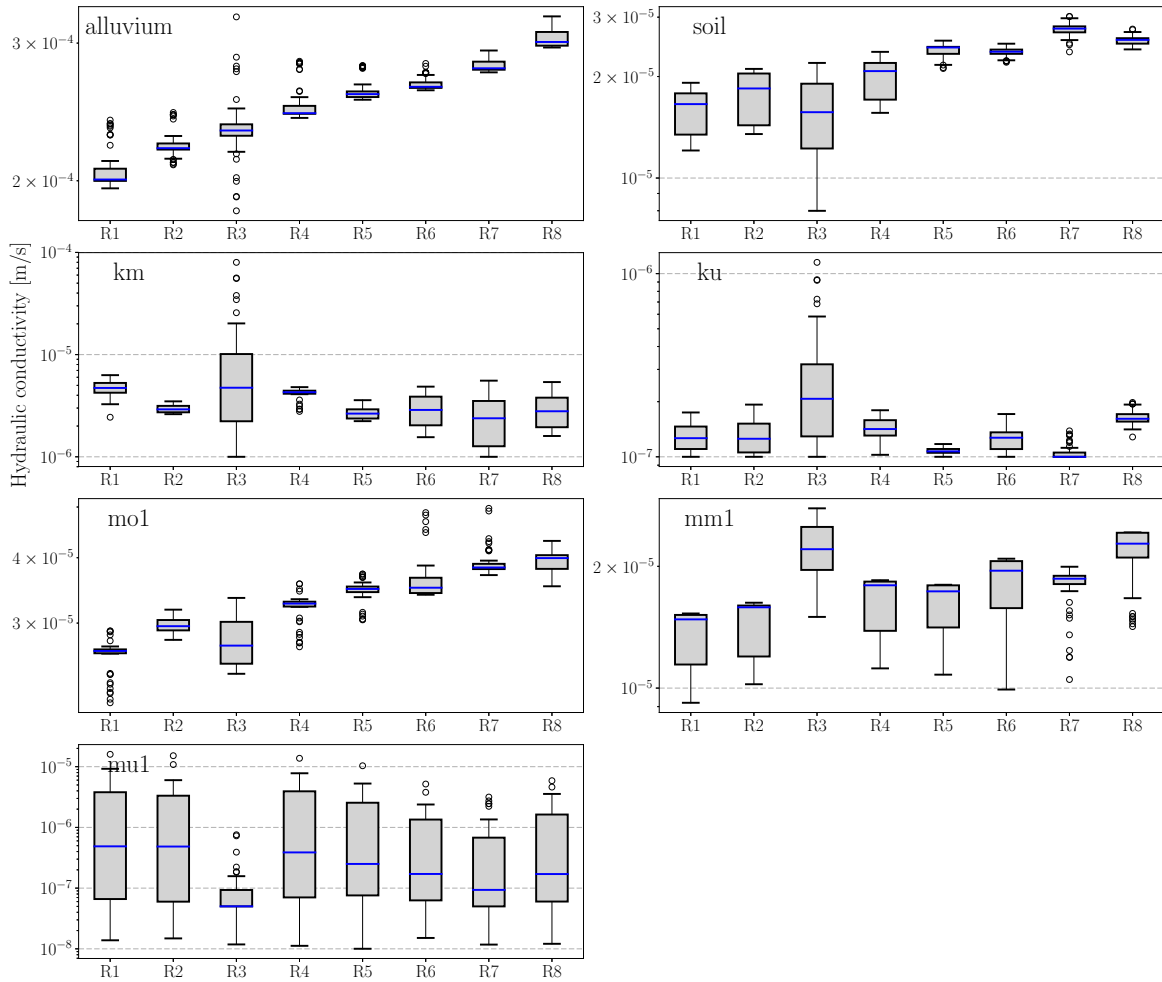 alluvium
3 × 10⁻⁴
2 × 10⁻⁴
R1 R2 R3 R4 R5 R6 R7 R8
soil
3 × 10⁻⁵
2 × 10⁻⁵
10⁻⁵
R1 R2 R3 R4 R5 R6 R7 R8
Hydraulic conductivity [m/s]
km
10⁻⁴
10⁻⁵
10⁻⁶
R1 R2 R3 R4 R5 R6 R7 R8
ku
10⁻⁶
10⁻⁷
R1 R2 R3 R4 R5 R6 R7 R8
mo1
4 × 10⁻⁵
3 × 10⁻⁵
R1 R2 R3 R4 R5 R6 R7 R8
mm1
2 × 10⁻⁵
10⁻⁵
R1 R2 R3 R4 R5 R6 R7 R8
mu1
10⁻⁵
10⁻⁶
10⁻⁷
10⁻⁸
R1 R2 R3 R4 R5 R6 R7 R8